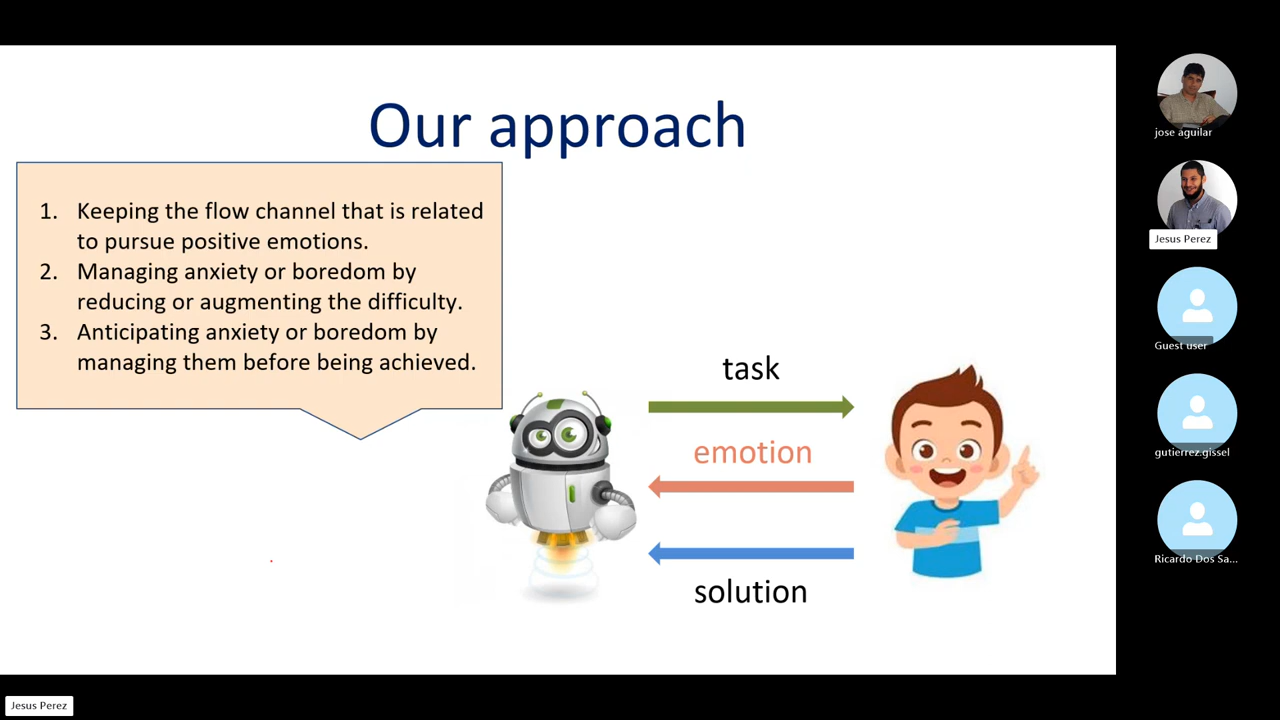 Our approach
1. Keeping the flow channel that is related
to pursue positive emotions.
2. Managing anxiety or boredom by
reducing or augmenting the difficulty.
3. Anticipating anxiety or boredom by
managing them before being achieved.
task
emotion
solution
jose aguilar
Jesus Perez
Guest user
gutierrez.gissel
Ricardo Dos Sa...
Jesus Perez